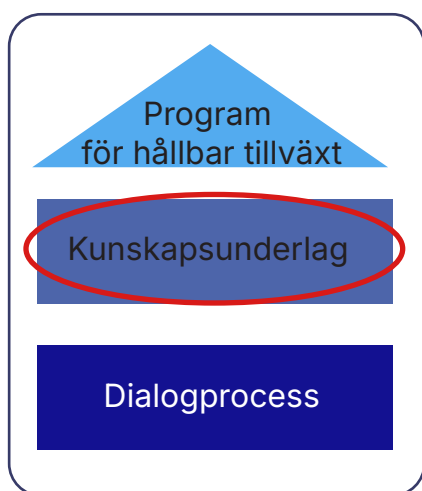 Program
för hållbar tillväxt
Kunskapsunderlag
Dialogprocess